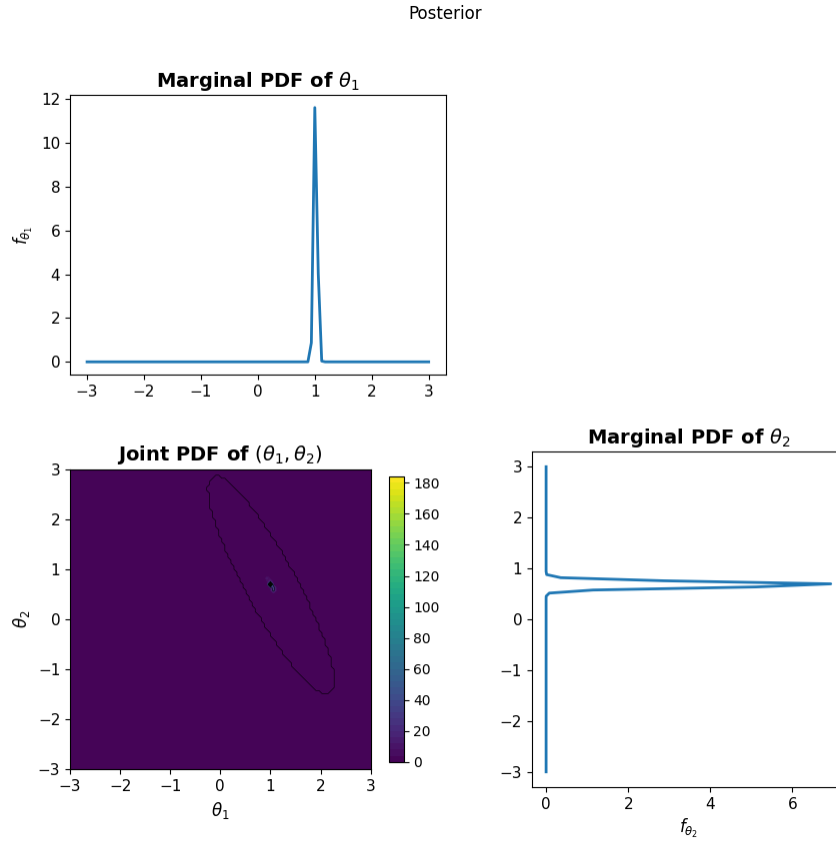 Posterior
Marginal PDF of θ₁
12
10
8
6
4
2
0
f_θ₁
−3 −2 −1 0 1 2 3
Joint PDF of (θ₁, θ₂)
3
2
1
0
−1
−2
−3
θ₂
−3 −2 −1 0 1 2 3
θ₁
180
160
140
120
100
80
60
40
20
0
Marginal PDF of θ₂
3
2
1
0
−1
−2
−3
0 2 4 6
f_θ₂